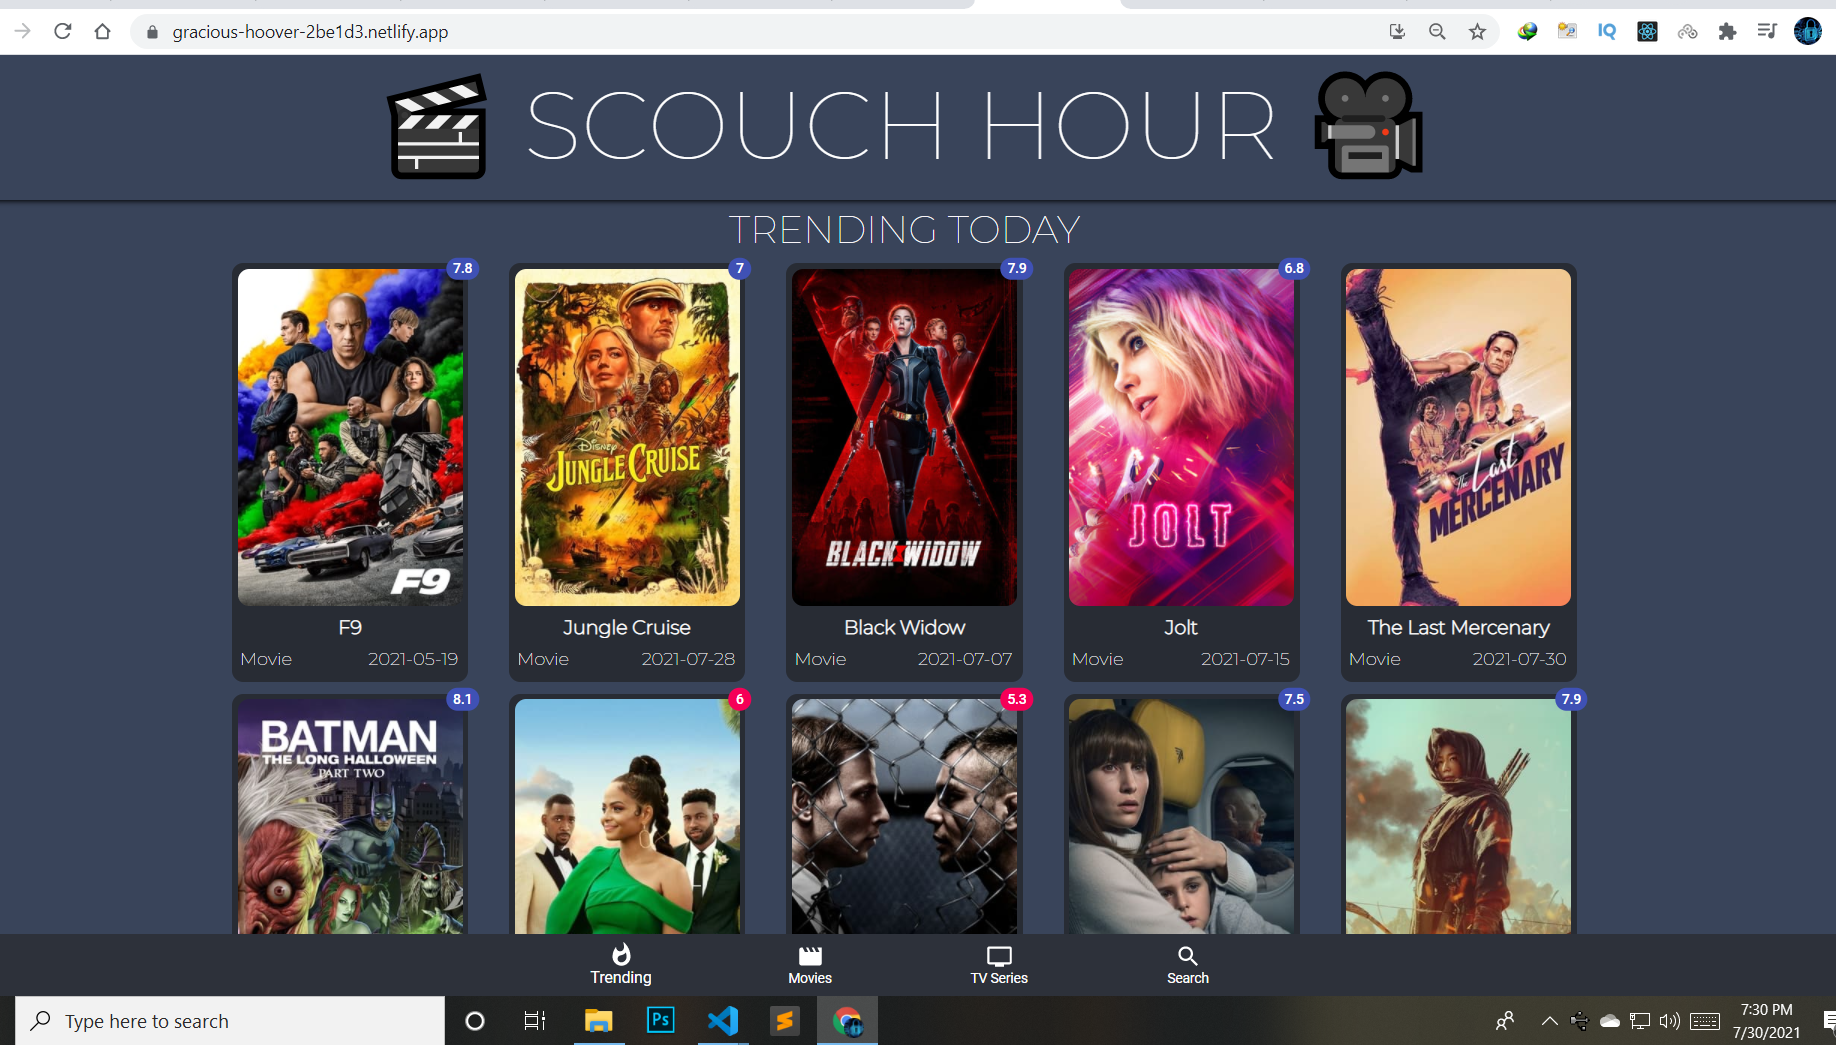 gracious-hoover-2be1d3.netlify.app
IQ
SCOUCH HOUR
TRENDING TODAY
7.8
7
7.9
6.8
F9
Disney
JUNGLE CRUISE
BLACK WIDOW
JOLT
The Last
MERCENARY
F9
Jungle Cruise
Black Widow
Jolt
The Last Mercenary
Movie 2021-05-19
Movie 2021-07-28
Movie 2021-07-07
Movie 2021-07-15
Movie 2021-07-30
8.1
6
5.3
7.5
7.9
BATMAN
THE LONG HALLOWEEN
PART TWO
Trending
Movies
TV Series
Search
Type here to search
Ps
7:30 PM
7/30/2021